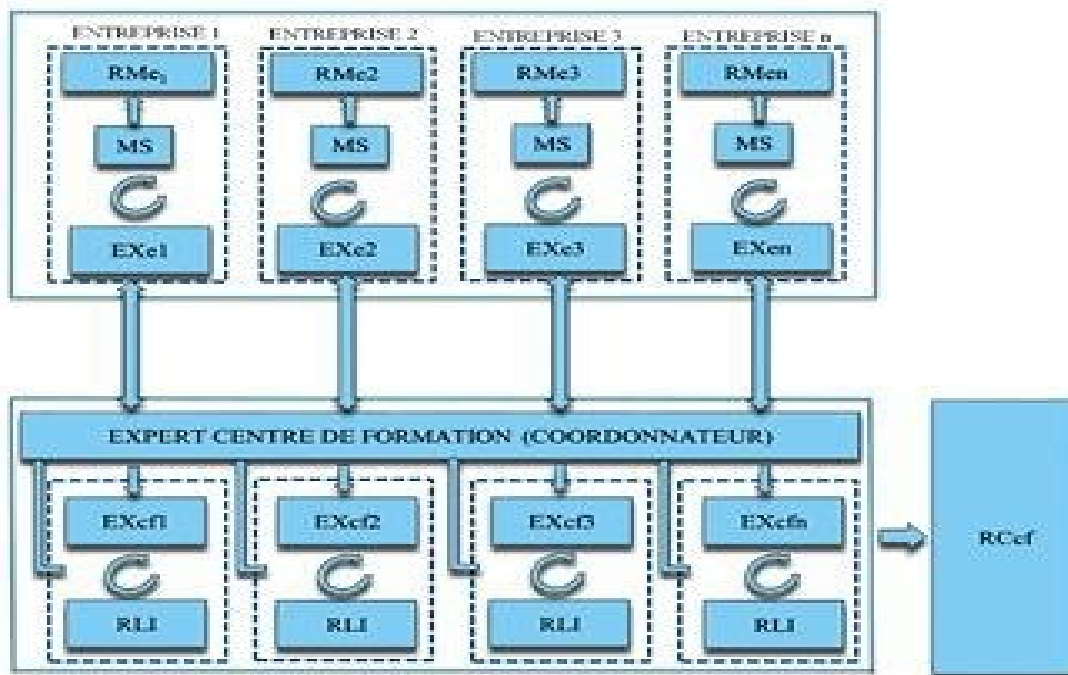 ENTREPRISE 1 ENTREPRISE 2 ENTREPRISE 3 ENTREPRISE n
RMe1 RMe2 RMe3 RMen
MS MS MS MS
EXe1 EXe2 EXe3 EXen
EXPERT CENTRE DE FORMATION (COORDONNATEUR)
EXcf1 EXcf2 EXcf3 EXcfn
RCcf
RLI RLI RLI RLI